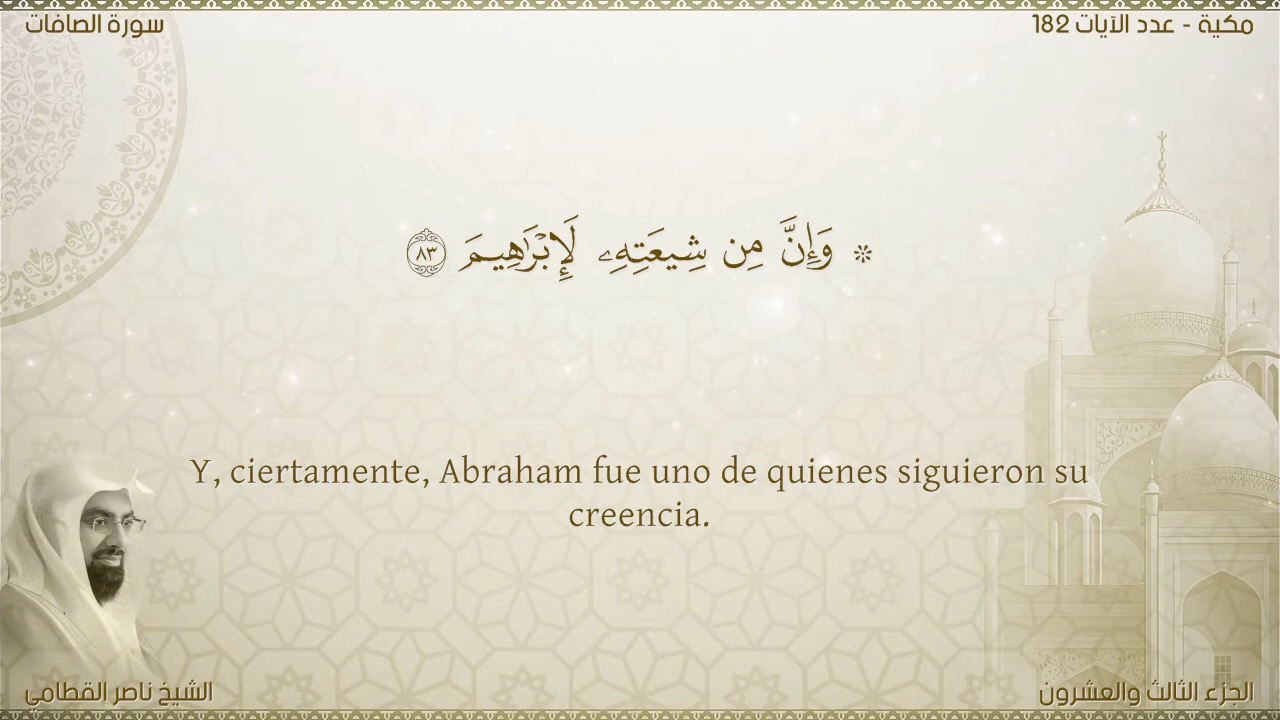 سورة الصافات
مكية - عدد الآيات 182
۞ وَإِنَّ مِن شِيعَتِهِۦ لَإِبْرَٰهِيمَ ٨٣
Y, ciertamente, Abraham fue uno de quienes siguieron su
creencia.
الشيخ ناصر القطامي
الجزء الثالث والعشرون